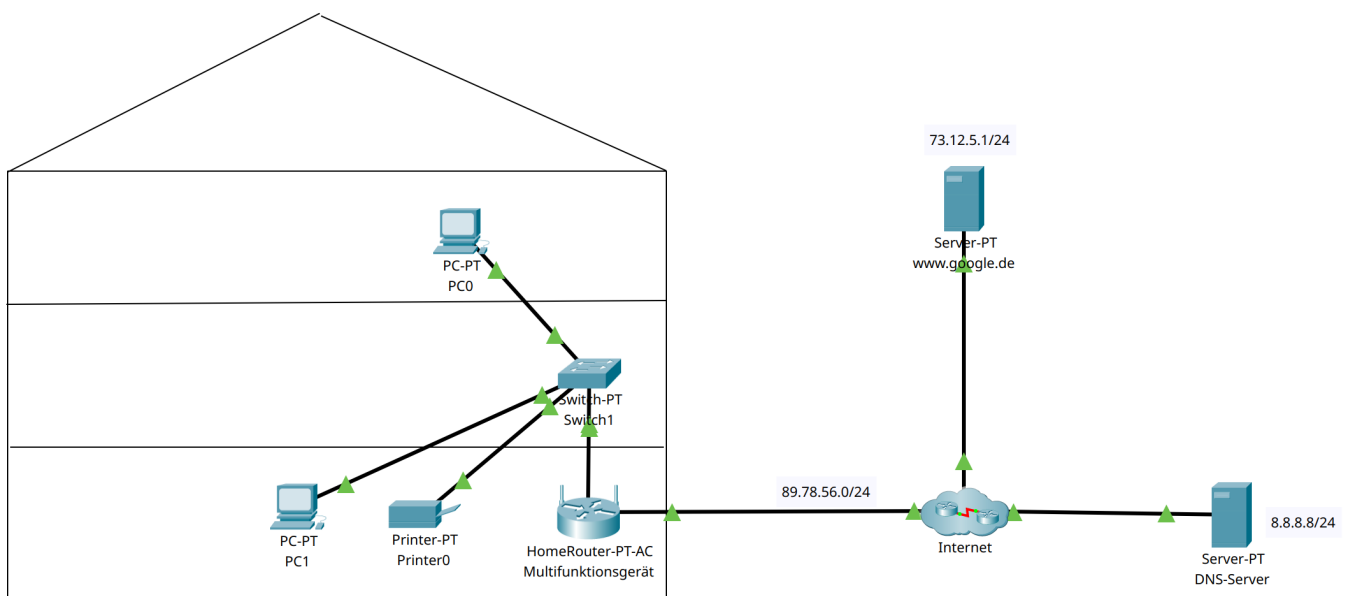 73.12.5.1/24
Server-PT
www.google.de
PC-PT
PC0
Switch-PT
Switch1
89.78.56.0/24
Internet
8.8.8.8/24
Server-PT
DNS-Server
PC-PT
PC1
Printer-PT
Printer0
HomeRouter-PT-AC
Multifunktionsgerät